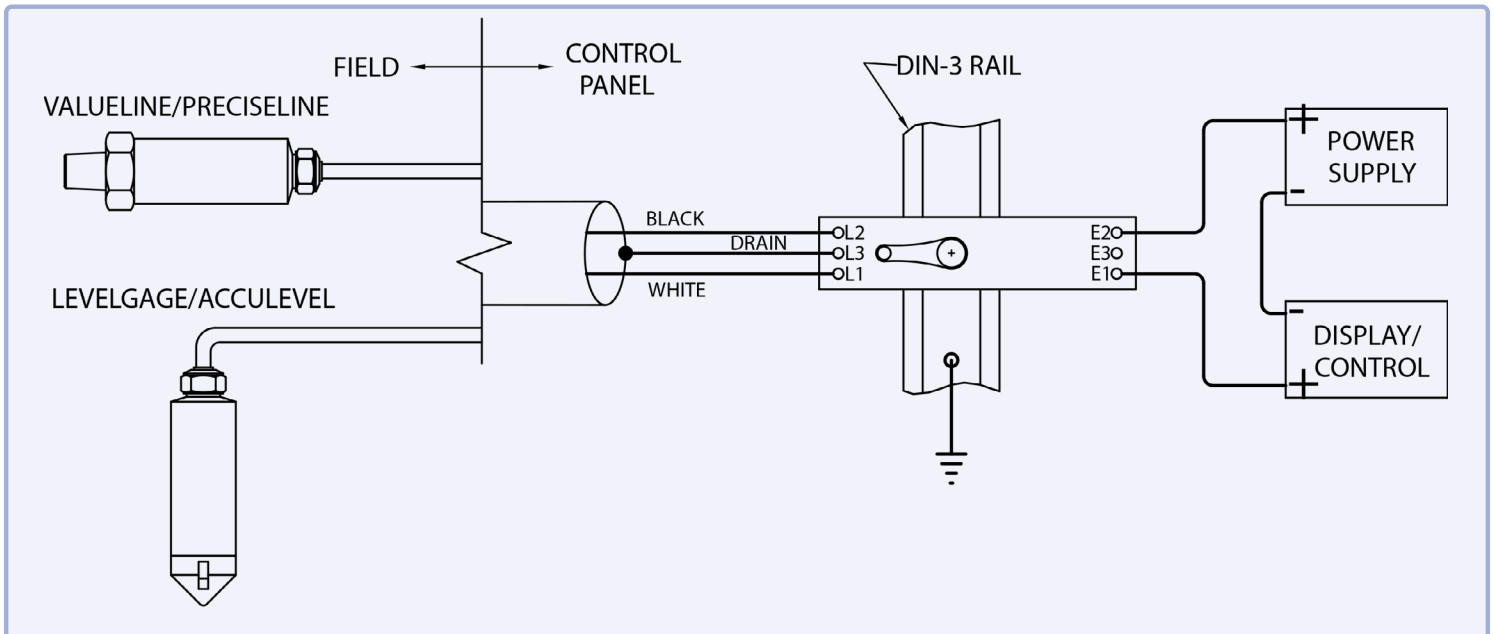 FIELD
CONTROL
PANEL
DIN-3 RAIL
VALUELINE/PRECISELINE
+
POWER
SUPPLY
-
BLACK
DRAIN
WHITE
L2
L3
L1
+
E2
E3
E1
LEVELGAGE/ACCULEVEL
-
DISPLAY/
CONTROL
+